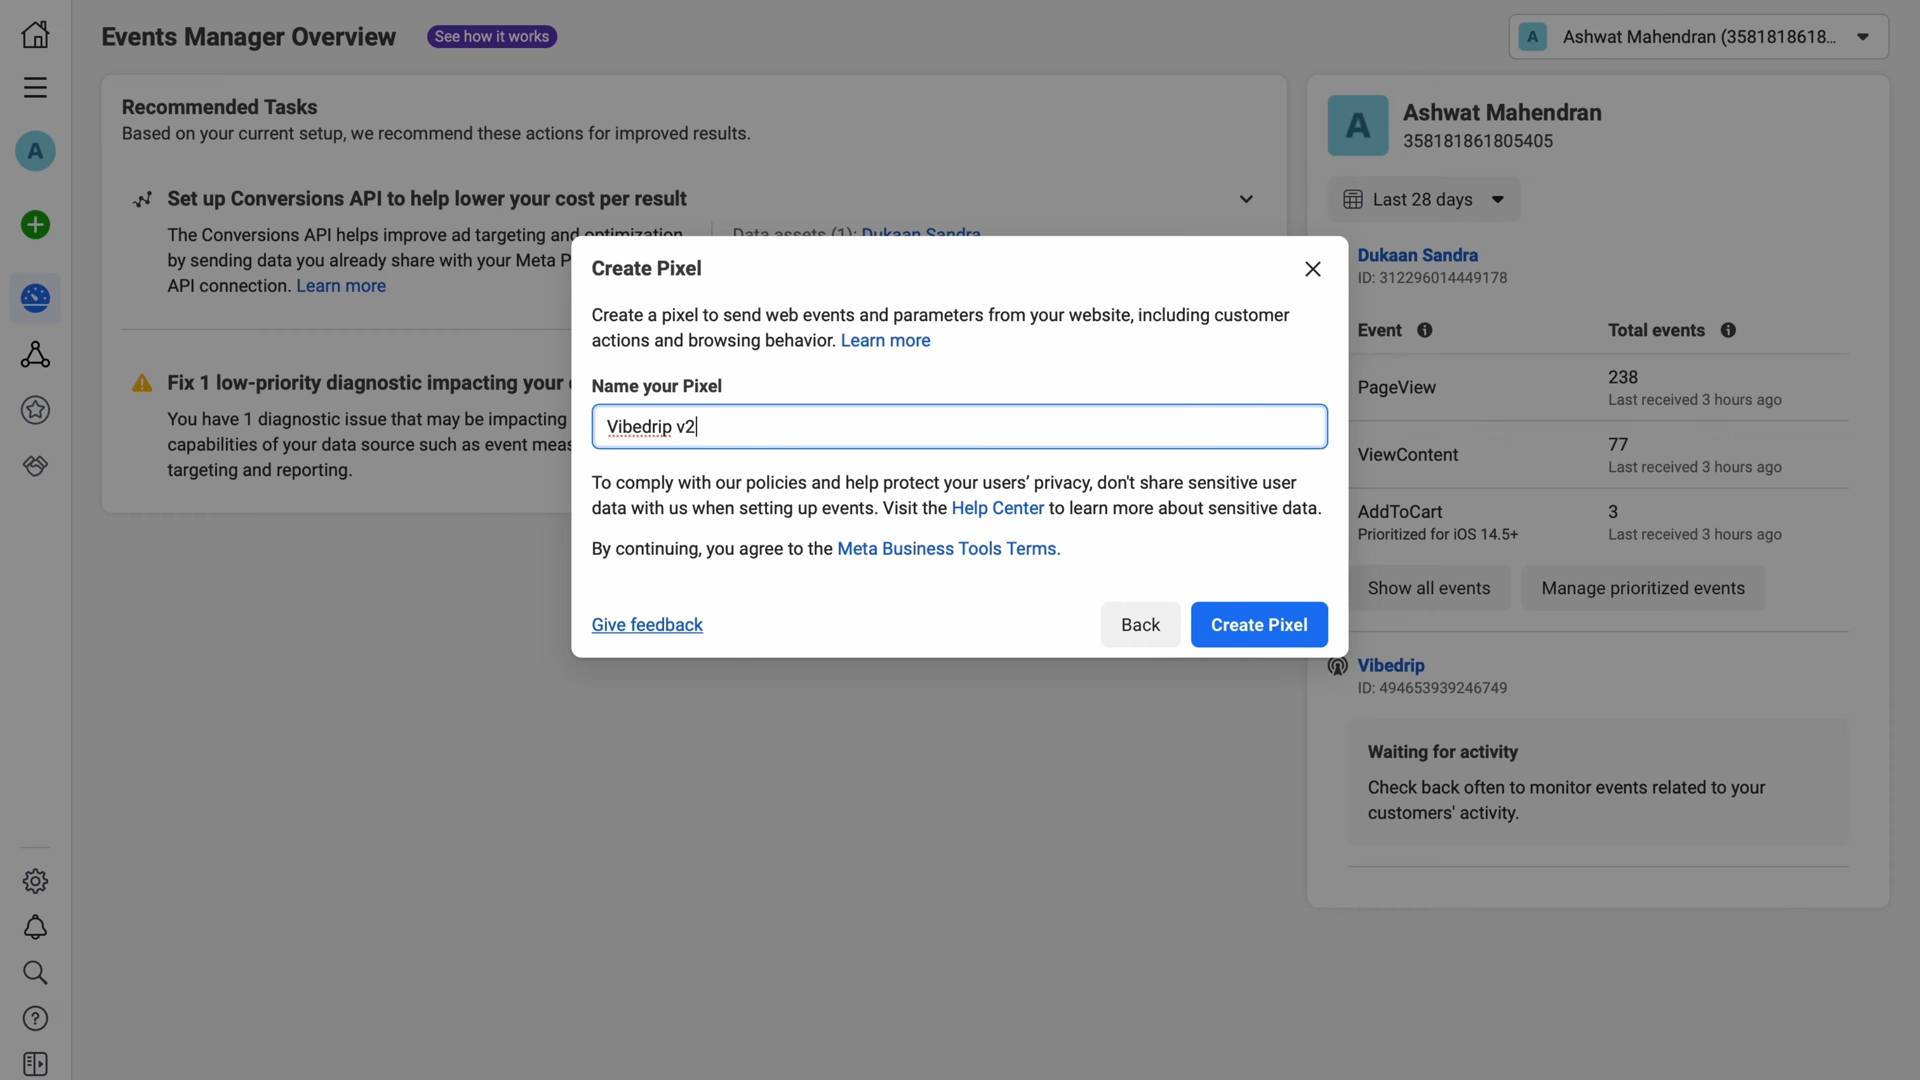 Events Manager Overview
See how it works
A
Ashwat Mahendran (3581818618...
Recommended Tasks
Based on your current setup, we recommend these actions for improved results.
A
Set up Conversions API to help lower your cost per result
The Conversions API helps improve ad targeting and optimization
Data assets (1): Dukaan Sandra
by sending data you already share with your Meta P
API connection. Learn more
Fix 1 low-priority diagnostic impacting your
You have 1 diagnostic issue that may be impacting
capabilities of your data source such as event meas
targeting and reporting.
Create Pixel
Create a pixel to send web events and parameters from your website, including customer
actions and browsing behavior. Learn more
Name your Pixel
Vibedrip v2
To comply with our policies and help protect your users' privacy, don't share sensitive user
data with us when setting up events. Visit the Help Center to learn more about sensitive data.
By continuing, you agree to the Meta Business Tools Terms.
Give feedback
Back
Create Pixel
A
Ashwat Mahendran
358181861805405
Last 28 days
Dukaan Sandra
ID: 312296014449178
Event
Total events
PageView
238
Last received 3 hours ago
ViewContent
77
Last received 3 hours ago
AddToCart
3
Prioritized for iOS 14.5+
Last received 3 hours ago
Show all events
Manage prioritized events
Vibedrip
ID: 494653939246749
Waiting for activity
Check back often to monitor events related to your
customers' activity.